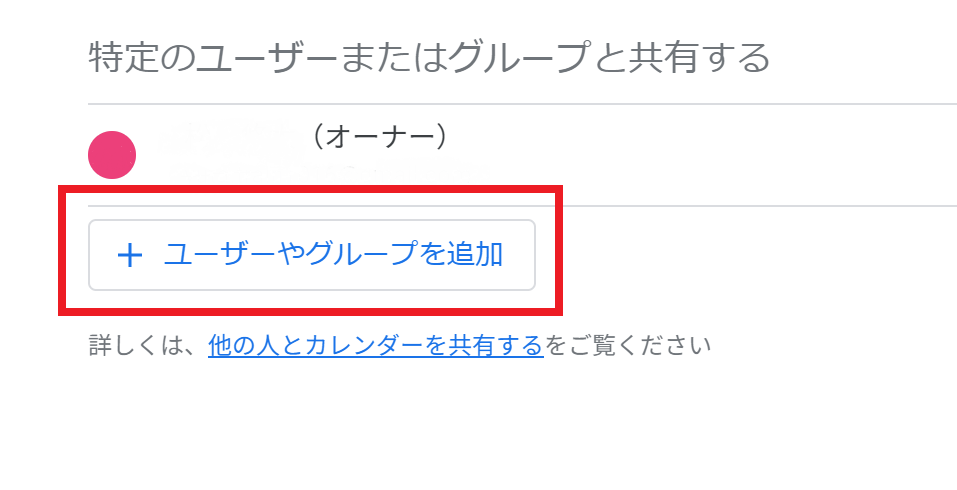 特定のユーザーまたはグループと共有する
（オーナー）
＋ ユーザーやグループを追加
詳しくは、他の人とカレンダーを共有するをご覧ください